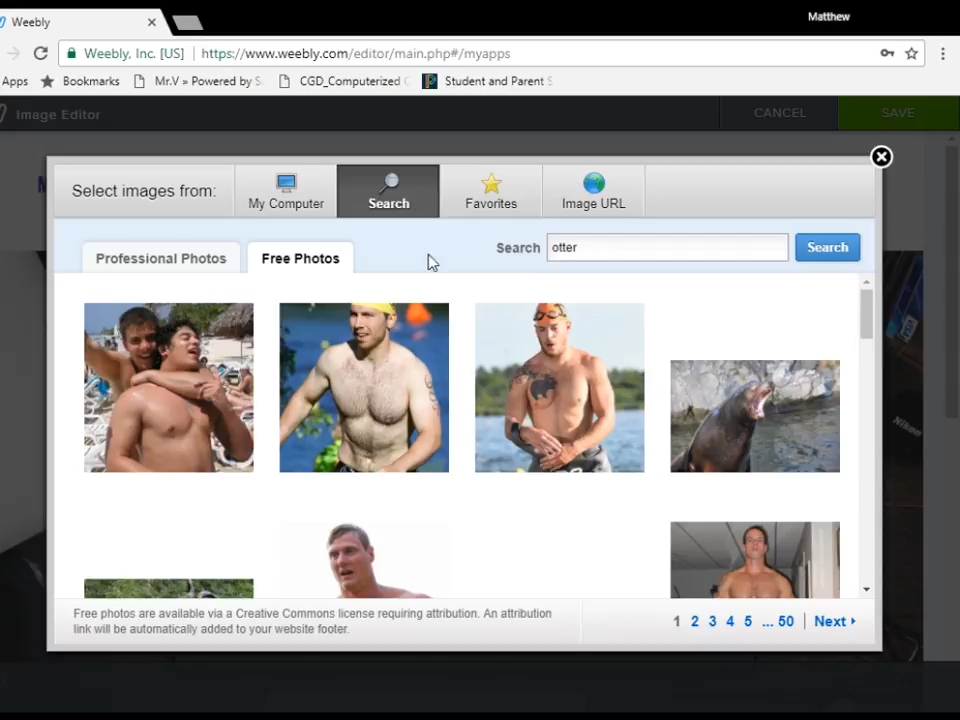 Weebly
Matthew
Weebly, Inc. [US]
https://www.weebly.com/editor/main.php#/myapps
Apps
Bookmarks
Mr.V » Powered by S
CGD_Computerized
Student and Parent S
Image Editor
CANCEL
SAVE
Select images from:
My Computer
Search
Favorites
Image URL
Professional Photos
Free Photos
Search
otter
Search
Nikon
Free photos are available via a Creative Commons license requiring attribution. An attribution
link will be automatically added to your website footer.
1 2 3 4 5 ... 50 Next